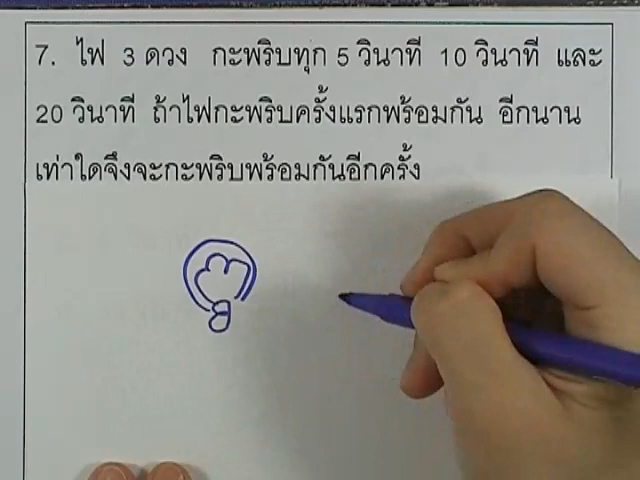 7. ไฟ 3 ดวง กะพริบทุก 5 วินาที 10 วินาที และ
20 วินาที ถ้าไฟกะพริบครั้งแรกพร้อมกัน อีกนาน
เท่าใดจึงจะกะพริบพร้อมกันอีกครั้ง